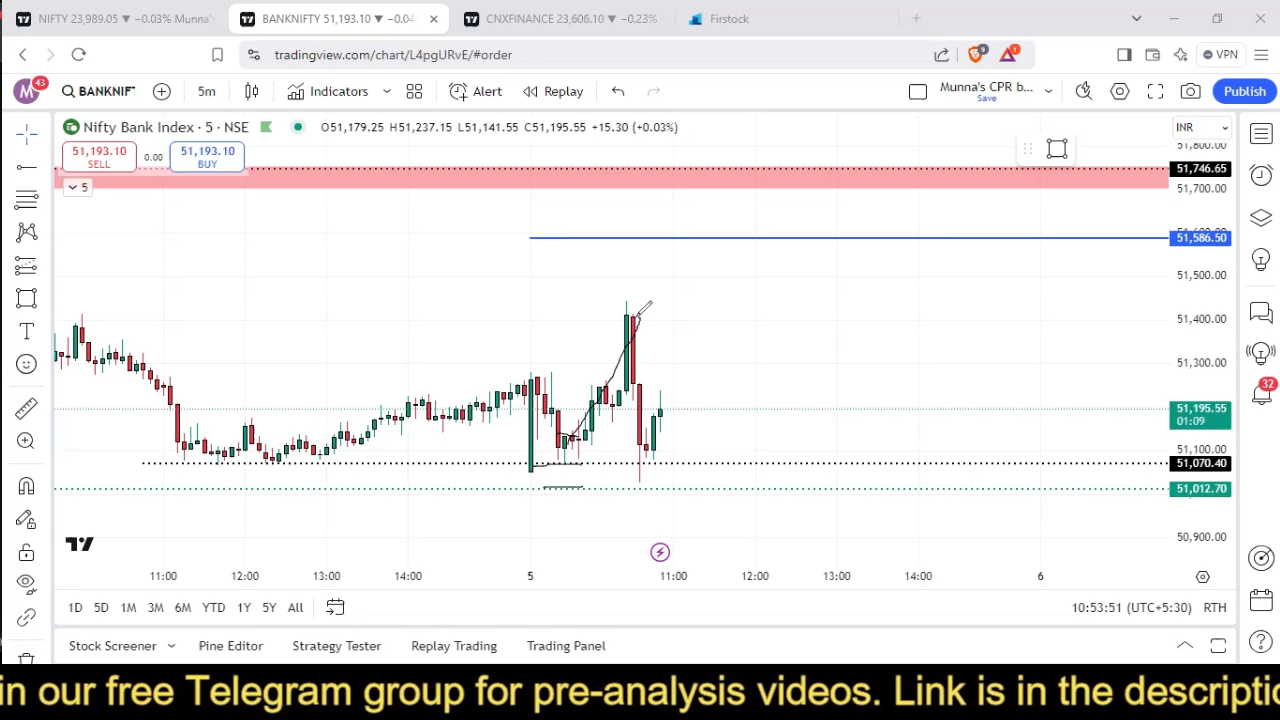 NIFTY 23,989.05 ▼ −0.03% Munna's
BANKNIFTY 51,193.10 ▼ −0.04
CNXFINANCE 23,606.10 ▼ −0.23%
Firstock
tradingview.com/chart/L4pgURvE/#order
9
1
VPN
M
43
BANKNIF
5m
Indicators
Alert
Replay
Munna's CPR b...
Save
Publish
Nifty Bank Index · 5 · NSE
O51,179.25 H51,237.15 L51,141.55 C51,195.55 +15.30 (+0.03%)
INR
51,193.10
SELL
0.00
51,193.10
BUY
5
51,800.00
51,746.65
51,700.00
51,586.50
51,500.00
51,400.00
51,300.00
51,195.55
01:09
51,100.00
51,070.40
51,012.70
50,900.00
32
11:00 12:00 13:00 14:00 5 11:00 12:00 13:00 14:00 6
1D 5D 1M 3M 6M YTD 1Y 5Y All
10:53:51 (UTC+5:30) RTH
Stock Screener Pine Editor Strategy Tester Replay Trading Trading Panel
in our free Telegram group for pre-analysis videos. Link is in the descriptio